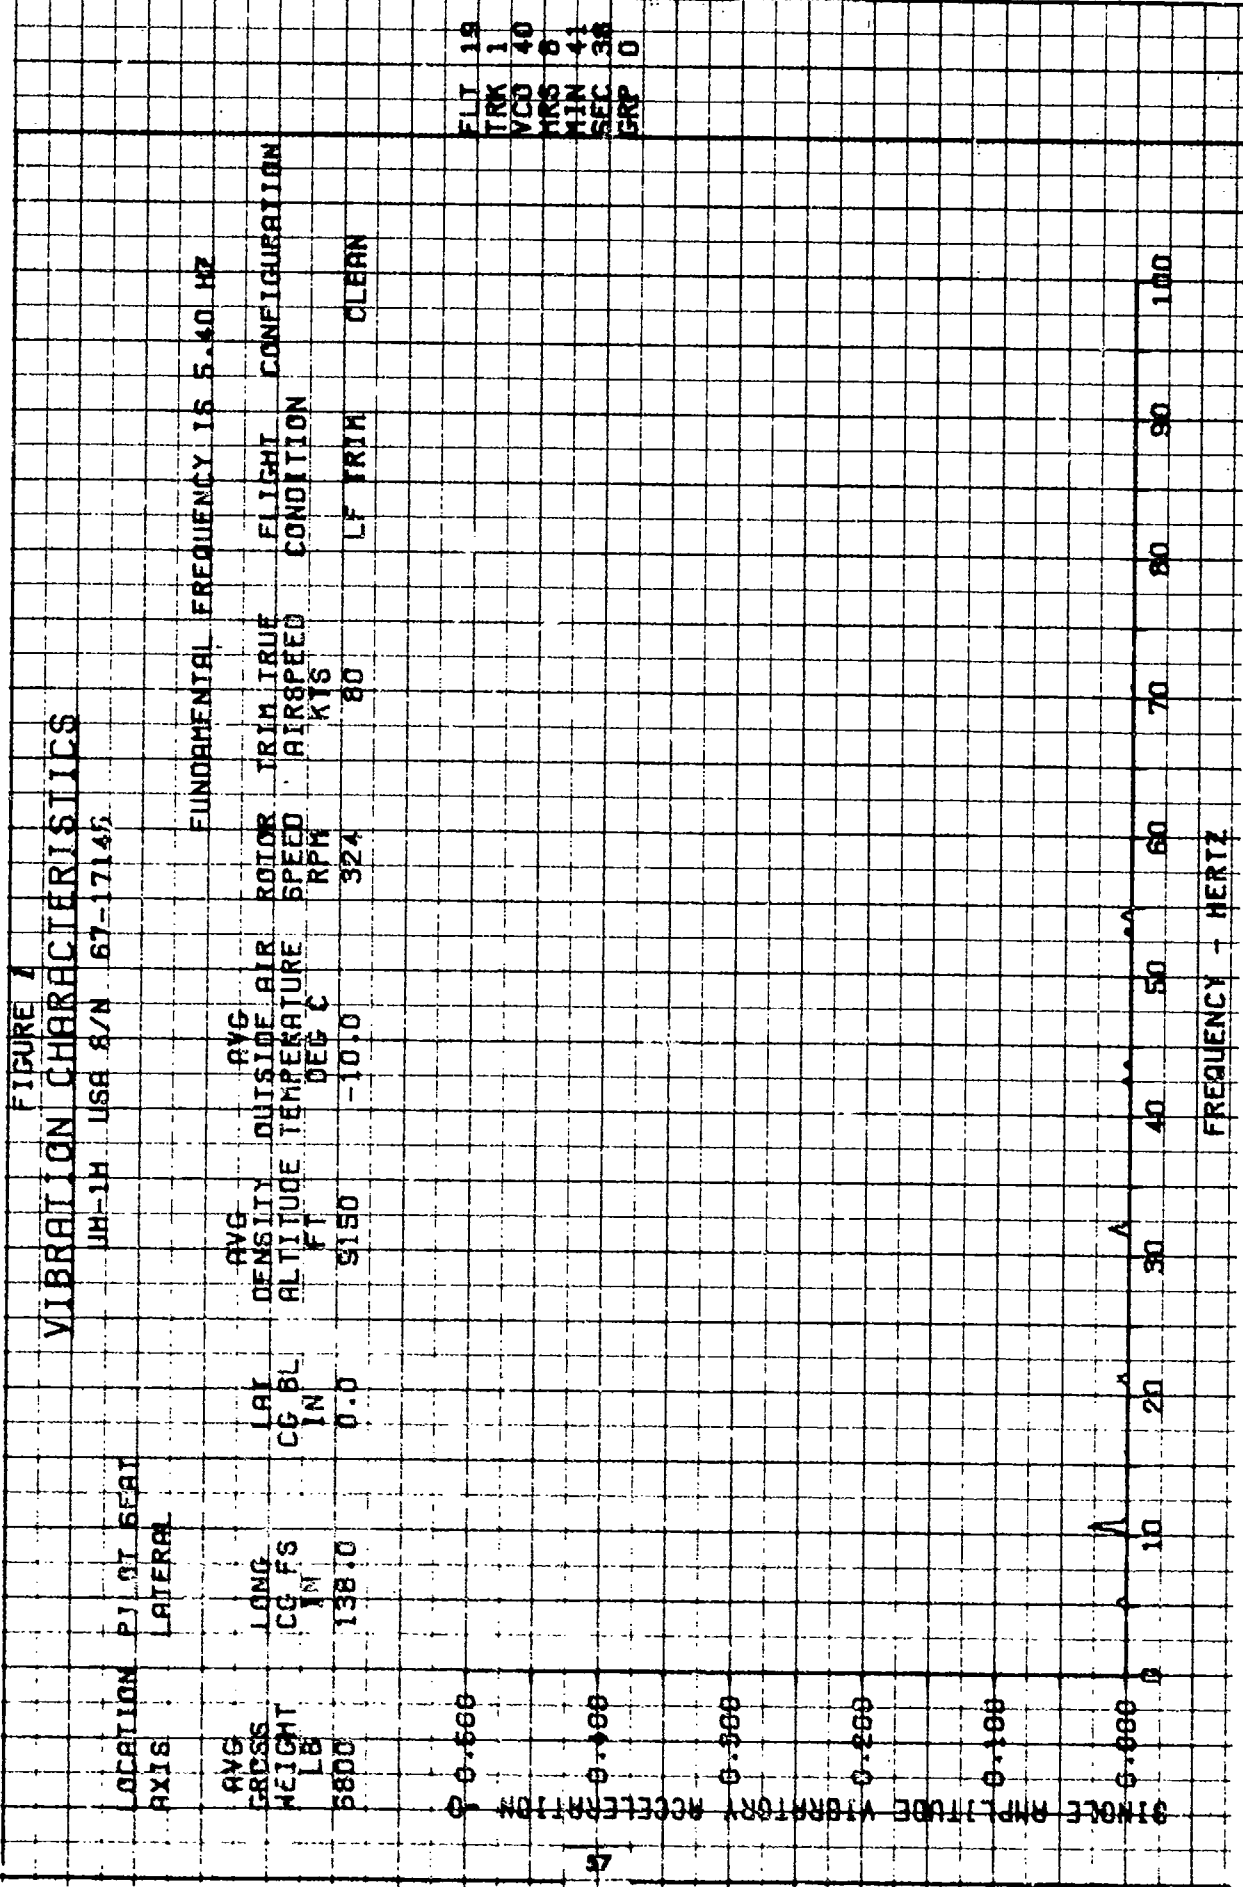 FIGURE 1
VIBRATION CHARACTERISTICS
UH-1H USA S/N 67-17145
LOCATION PILOT SEAT
AXIS LATERAL
FUNDAMENTAL FREQUENCY IS 5.40 HZ
AVG AVG AVG
GROSS LONG LAT DENSITY OUTSIDE AIR ROTOR TRIM TRUE FLIGHT CONFIGURATION
WEIGHT CG FS CG BL ALTITUDE TEMPERATURE SPEED AIRSPEED CONDITION
LB IN IN FT DEG C RPM KTS
6800 138.0 0.0 9150 -10.0 324 80 LF TRIM CLEAN
FLT 19
TRK 1
VCO 40
HRS 8
MIN 41
SEC 38
GRP 0
SINGLE AMPLITUDE VIBRATORY ACCELERATION -G
0.500
0.400
0.300
0.200
0.100
0.000
0 10 20 30 40 50 60 70 80 90 100
FREQUENCY - HERTZ
57